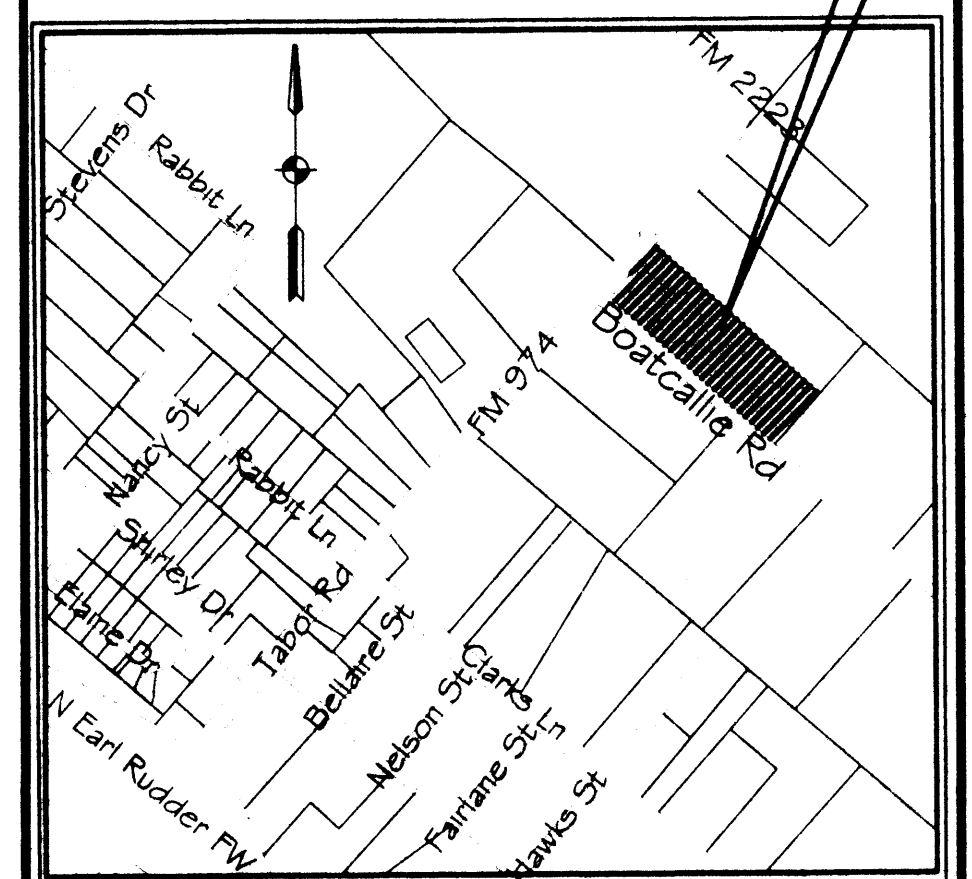 FM 2223
Stevens Dr
Rabbit Ln
Boatcallie Rd
FM 974
Nancy St
Rabbit Ln
Shirley Dr
Elaine Dr
Tabor Rd
Bellaire St
Clarks Ln
Nelson St
Fairlane St
Hawks St
N Earl Rudder FW